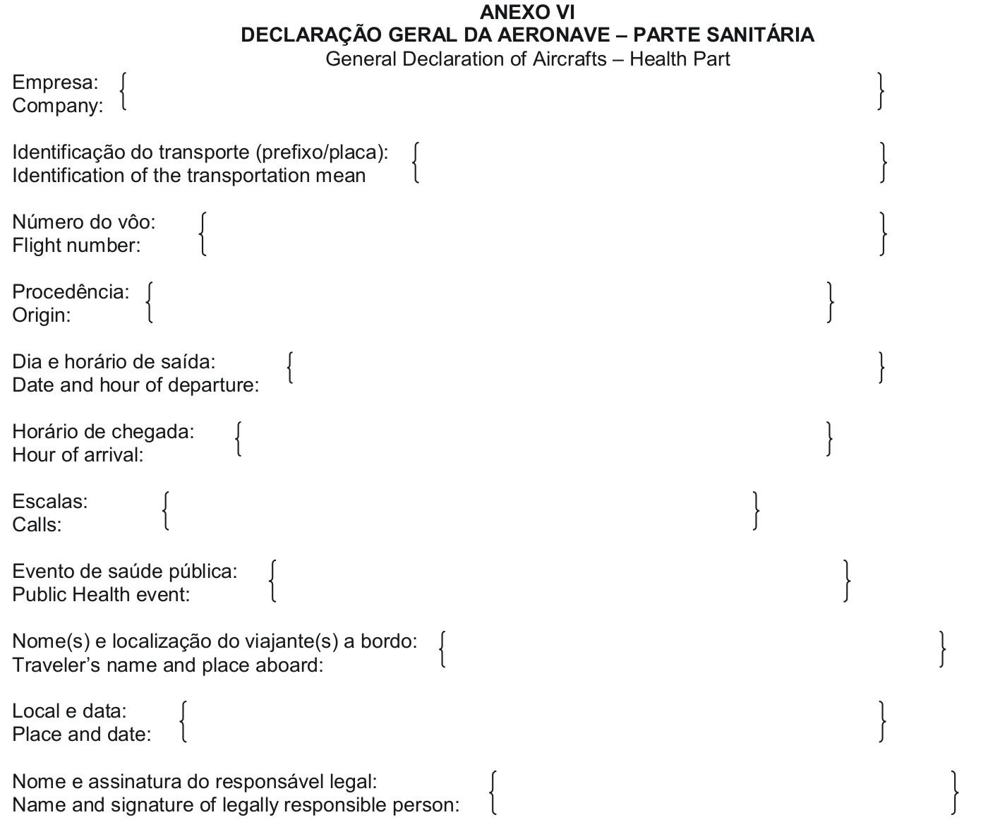 ANEXO VI
DECLARAÇÃO GERAL DA AERONAVE – PARTE SANITÁRIA
General Declaration of Aircrafts – Health Part
Empresa: { }
Company:
Identificação do transporte (prefixo/placa): { }
Identification of the transportation mean
Número do vôo: { }
Flight number:
Procedência: { }
Origin:
Dia e horário de saída: { }
Date and hour of departure:
Horário de chegada: { }
Hour of arrival:
Escalas: { }
Calls:
Evento de saúde pública: { }
Public Health event:
Nome(s) e localização do viajante(s) a bordo: { }
Traveler’s name and place aboard:
Local e data: { }
Place and date:
Nome e assinatura do responsável legal: { }
Name and signature of legally responsible person: